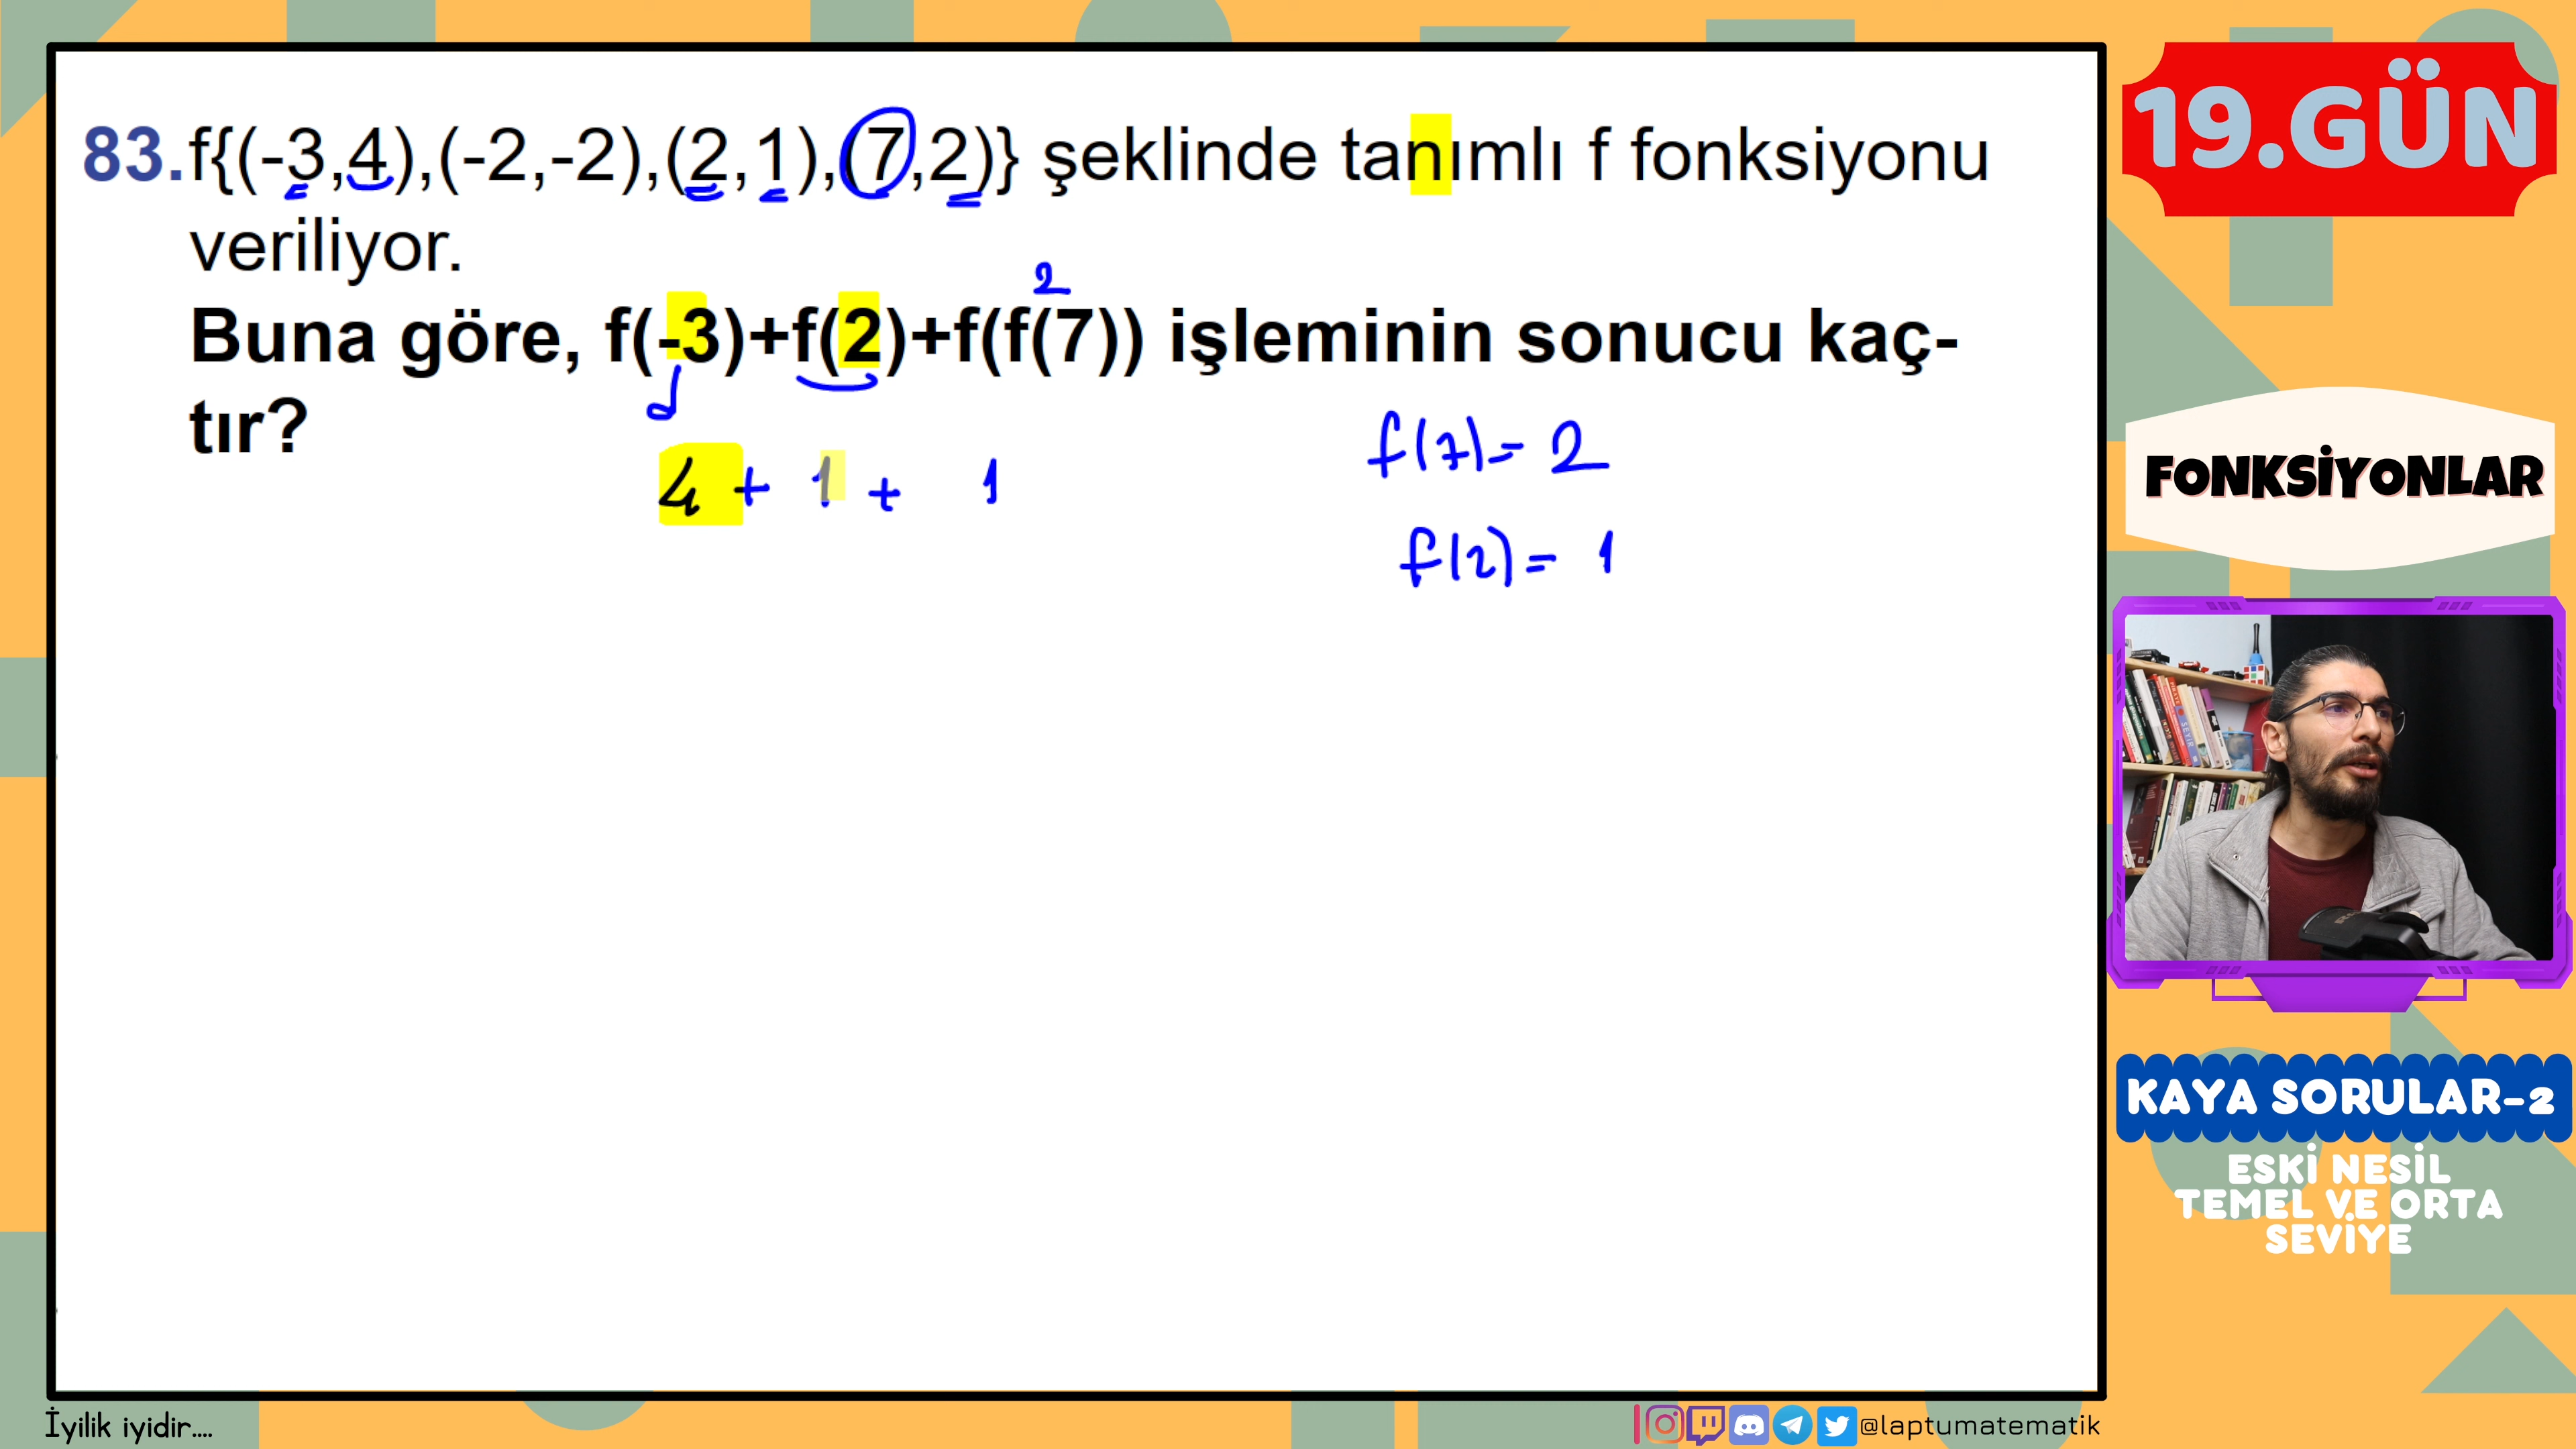 83. f{(-3,4),(-2,-2),(2,1),(7,2)} şeklinde tanımlı f fonksiyonu
veriliyor.
2
Buna göre, f(-3)+f(2)+f(f(7)) işleminin sonucu kaç-
tır?
4 + 1 + 1
f(7) = 2
f(2) = 1
19.GÜN
FONKSİYONLAR
KAYA SORULAR-2
ESKİ NESİL
TEMEL VE ORTA
SEVİYE
İyilik iyidir....
@laptumatematik